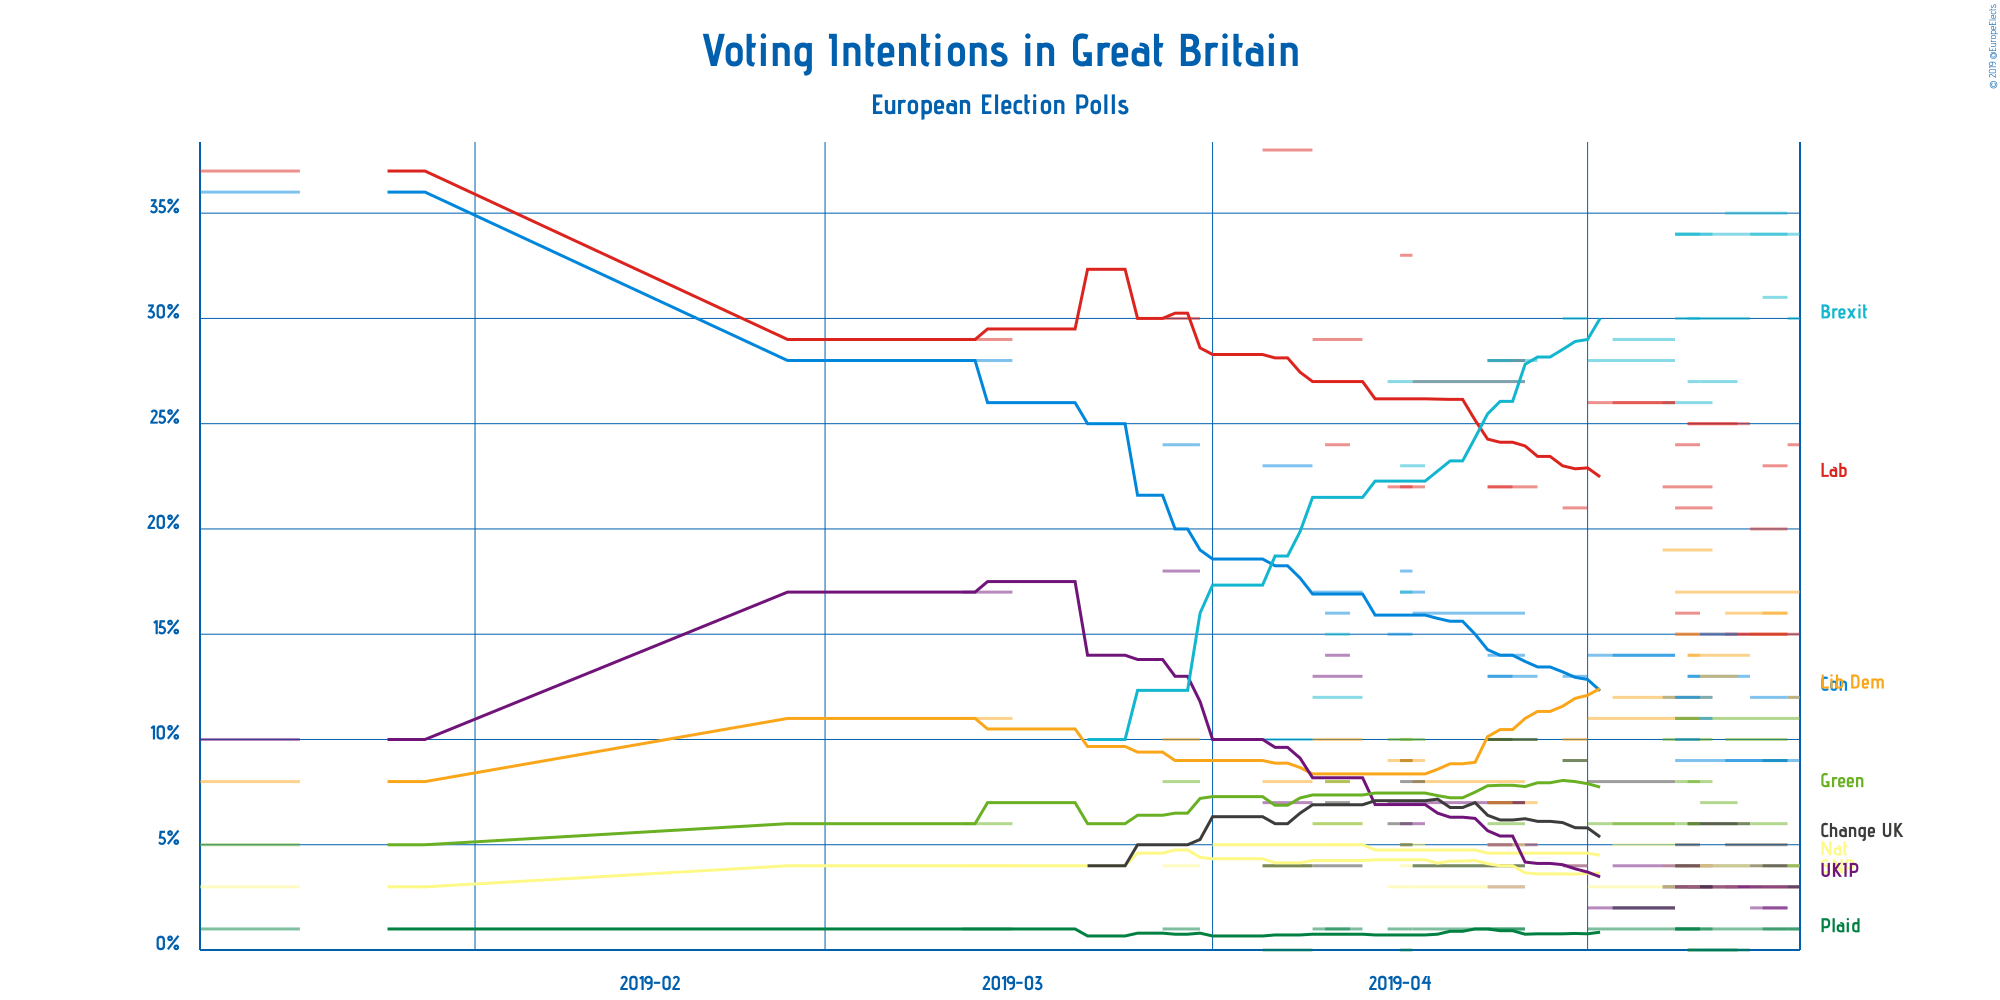 © 2019 @EuropeElects
Voting Intentions in Great Britain
European Election Polls
35%
30%
25%
20%
15%
10%
5%
0%
Brexit
Lab
Lib Dem
Con
Green
Change UK
Nat
UKIP
Plaid
2019-02
2019-03
2019-04